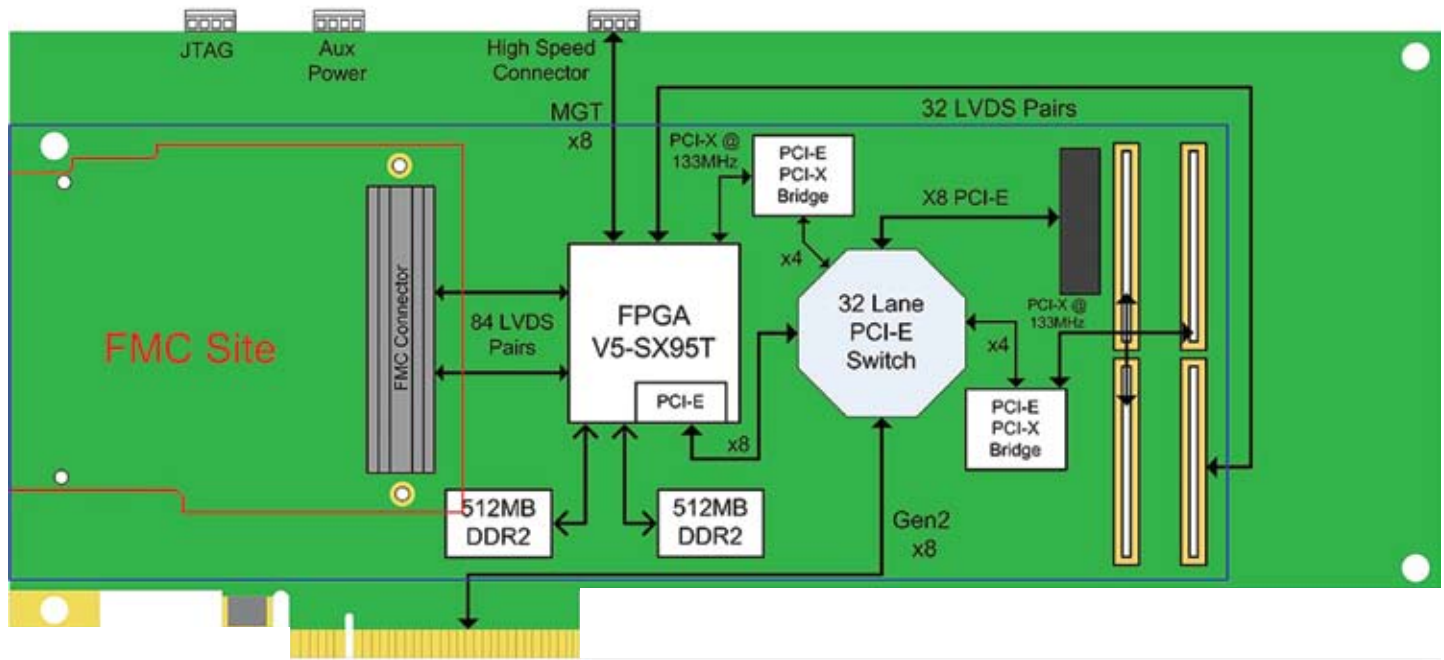 JTAG
Aux
Power
High Speed
Connector
MGT
x8
32 LVDS Pairs
PCI-X @
133MHz
PCI-E
PCI-X
Bridge
X8 PCI-E
x4
FMC Site
FMC Connector
84 LVDS
Pairs
FPGA
V5-SX95T
PCI-E
x8
32 Lane
PCI-E
Switch
x4
PCI-X @
133MHz
PCI-E
PCI-X
Bridge
512MB
DDR2
512MB
DDR2
Gen2
x8